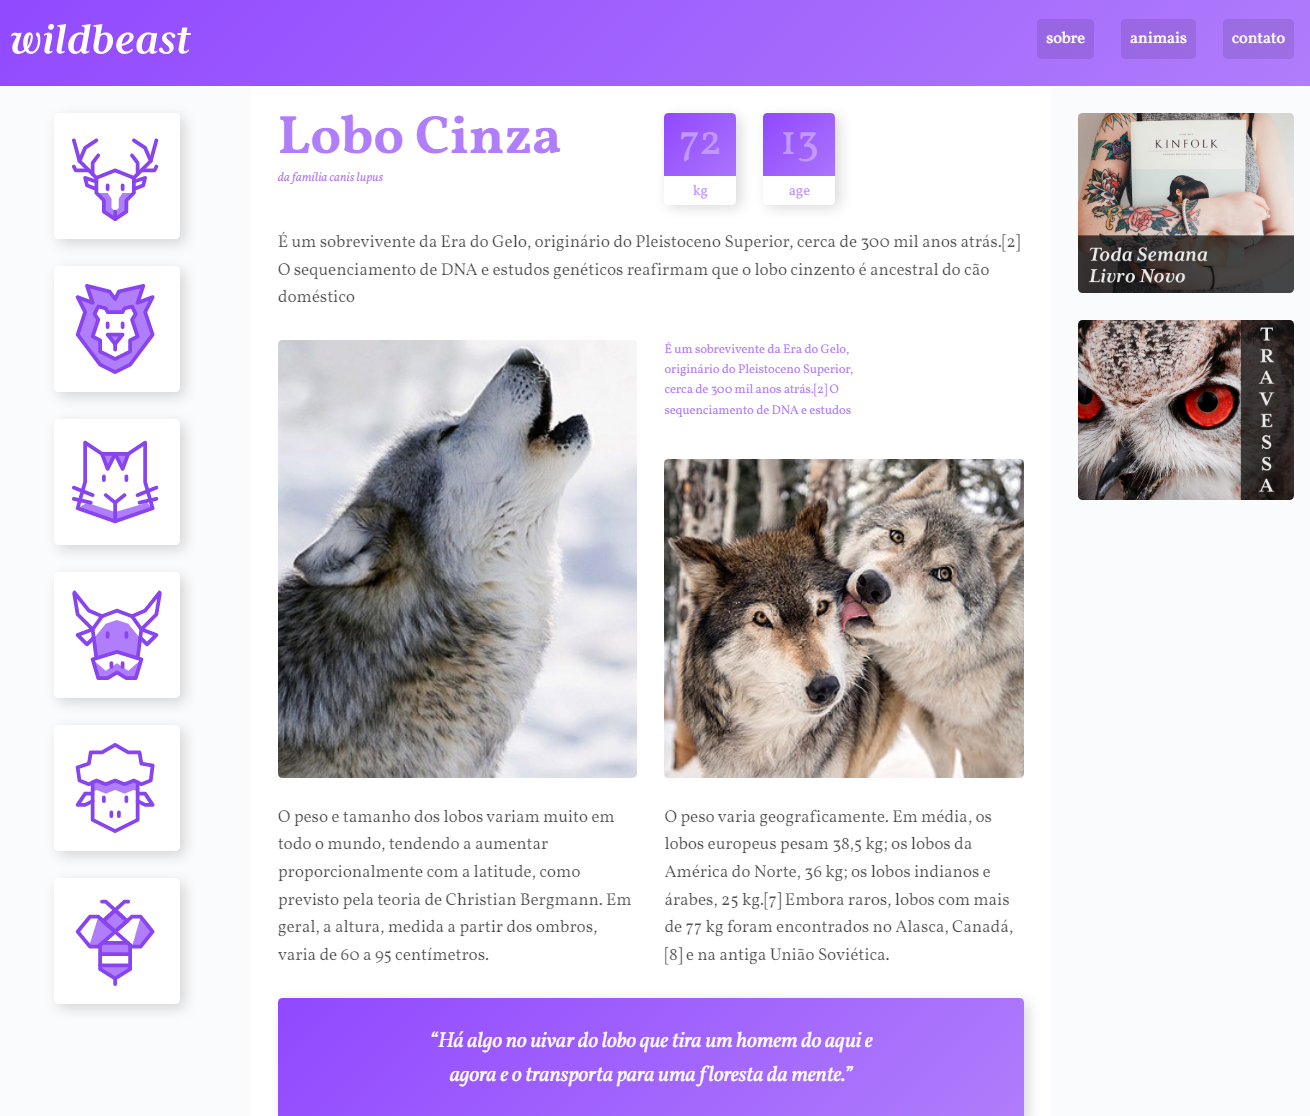 wildbeast
sobre
animais
contato
Lobo Cinza
da família canis lupus
72
kg
13
age
É um sobrevivente da Era do Gelo, originário do Pleistoceno Superior, cerca de 300 mil anos atrás.[2]
O sequenciamento de DNA e estudos genéticos reafirmam que o lobo cinzento é ancestral do cão
doméstico
É um sobrevivente da Era do Gelo,
originário do Pleistoceno Superior,
cerca de 300 mil anos atrás.[2] O
sequenciamento de DNA e estudos
O peso e tamanho dos lobos variam muito em
todo o mundo, tendendo a aumentar
proporcionalmente com a latitude, como
previsto pela teoria de Christian Bergmann. Em
geral, a altura, medida a partir dos ombros,
varia de 60 a 95 centímetros.
O peso varia geograficamente. Em média, os
lobos europeus pesam 38,5 kg; os lobos da
América do Norte, 36 kg; os lobos indianos e
árabes, 25 kg.[7] Embora raros, lobos com mais
de 77 kg foram encontrados no Alasca, Canadá,
[8] e na antiga União Soviética.
“Há algo no uivar do lobo que tira um homem do aqui e
agora e o transporta para uma floresta da mente.”
KINFOLK
Toda Semana
Livro Novo
TRAVESSA